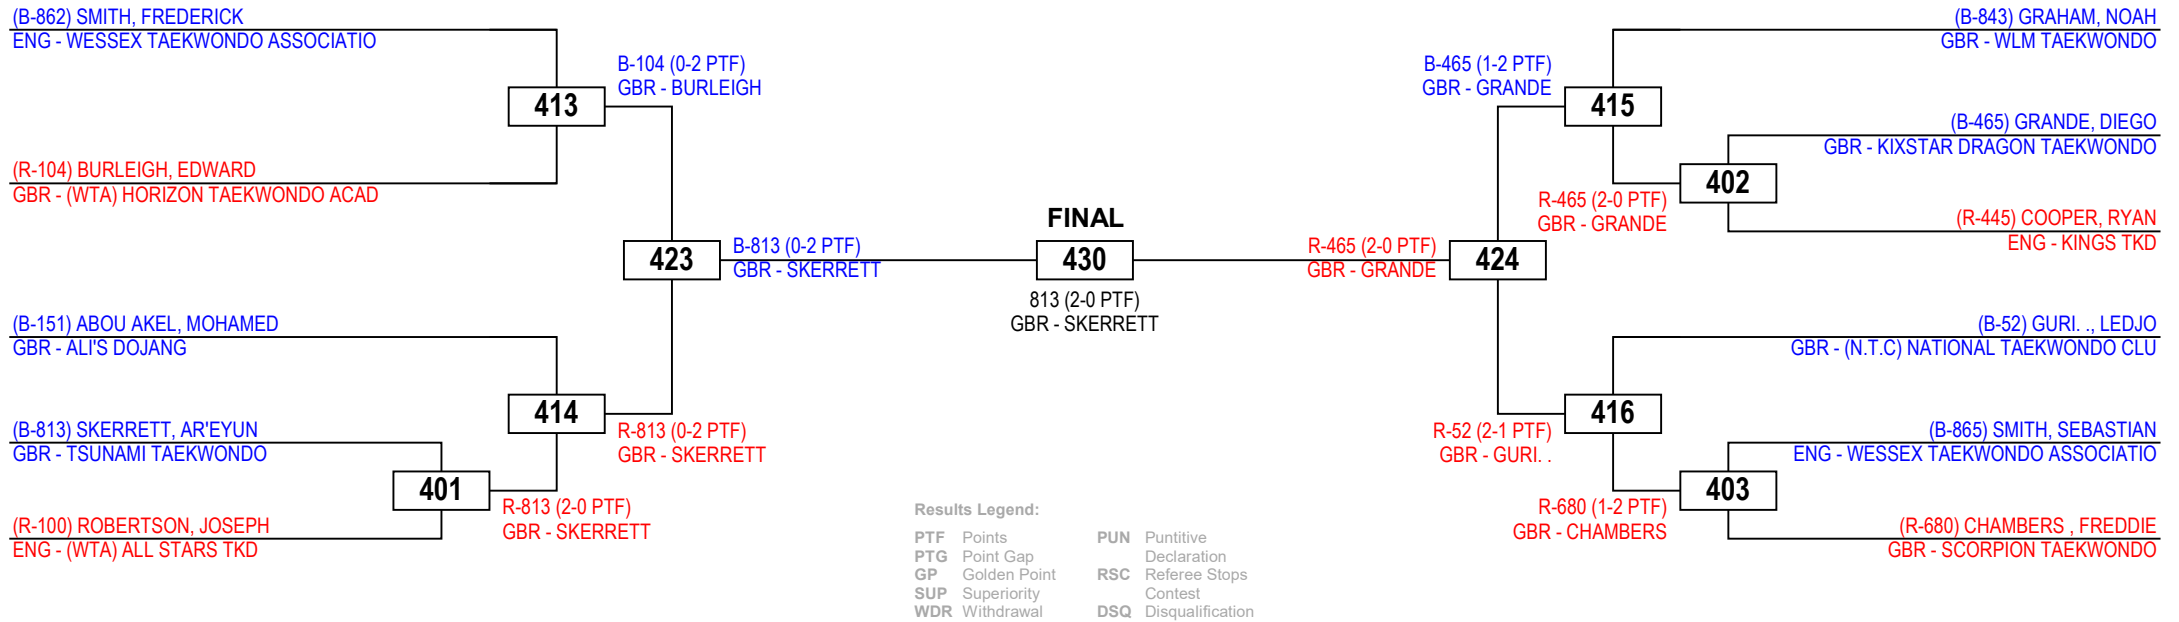 (B-862) SMITH, FREDERICK
ENG - WESSEX TAEKWONDO ASSOCIATIO
B-104 (0-2 PTF)
GBR - BURLEIGH
413
(R-104) BURLEIGH, EDWARD
GBR - (WTA) HORIZON TAEKWONDO ACAD
423
B-813 (0-2 PTF)
GBR - SKERRETT
(B-151) ABOU AKEL, MOHAMED
GBR - ALI'S DOJANG
414
R-813 (0-2 PTF)
GBR - SKERRETT
(B-813) SKERRETT, AR'EYUN
GBR - TSUNAMI TAEKWONDO
401
R-813 (2-0 PTF)
GBR - SKERRETT
(R-100) ROBERTSON, JOSEPH
ENG - (WTA) ALL STARS TKD
FINAL
430
813 (2-0 PTF)
GBR - SKERRETT
(B-843) GRAHAM, NOAH
GBR - WLM TAEKWONDO
B-465 (1-2 PTF)
GBR - GRANDE
415
(B-465) GRANDE, DIEGO
GBR - KIXSTAR DRAGON TAEKWONDO
402
R-465 (2-0 PTF)
GBR - GRANDE
(R-445) COOPER, RYAN
ENG - KINGS TKD
R-465 (2-0 PTF)
GBR - GRANDE
424
(B-52) GURI. ., LEDJO
GBR - (N.T.C) NATIONAL TAEKWONDO CLU
416
R-52 (2-1 PTF)
GBR - GURI. .
(B-865) SMITH, SEBASTIAN
ENG - WESSEX TAEKWONDO ASSOCIATIO
403
R-680 (1-2 PTF)
GBR - CHAMBERS
(R-680) CHAMBERS , FREDDIE
GBR - SCORPION TAEKWONDO
Results Legend:
PTF Points
PTG Point Gap
GP Golden Point
SUP Superiority
WDR Withdrawal
PUN Puntitive
Declaration
RSC Referee Stops
Contest
DSQ Disqualification